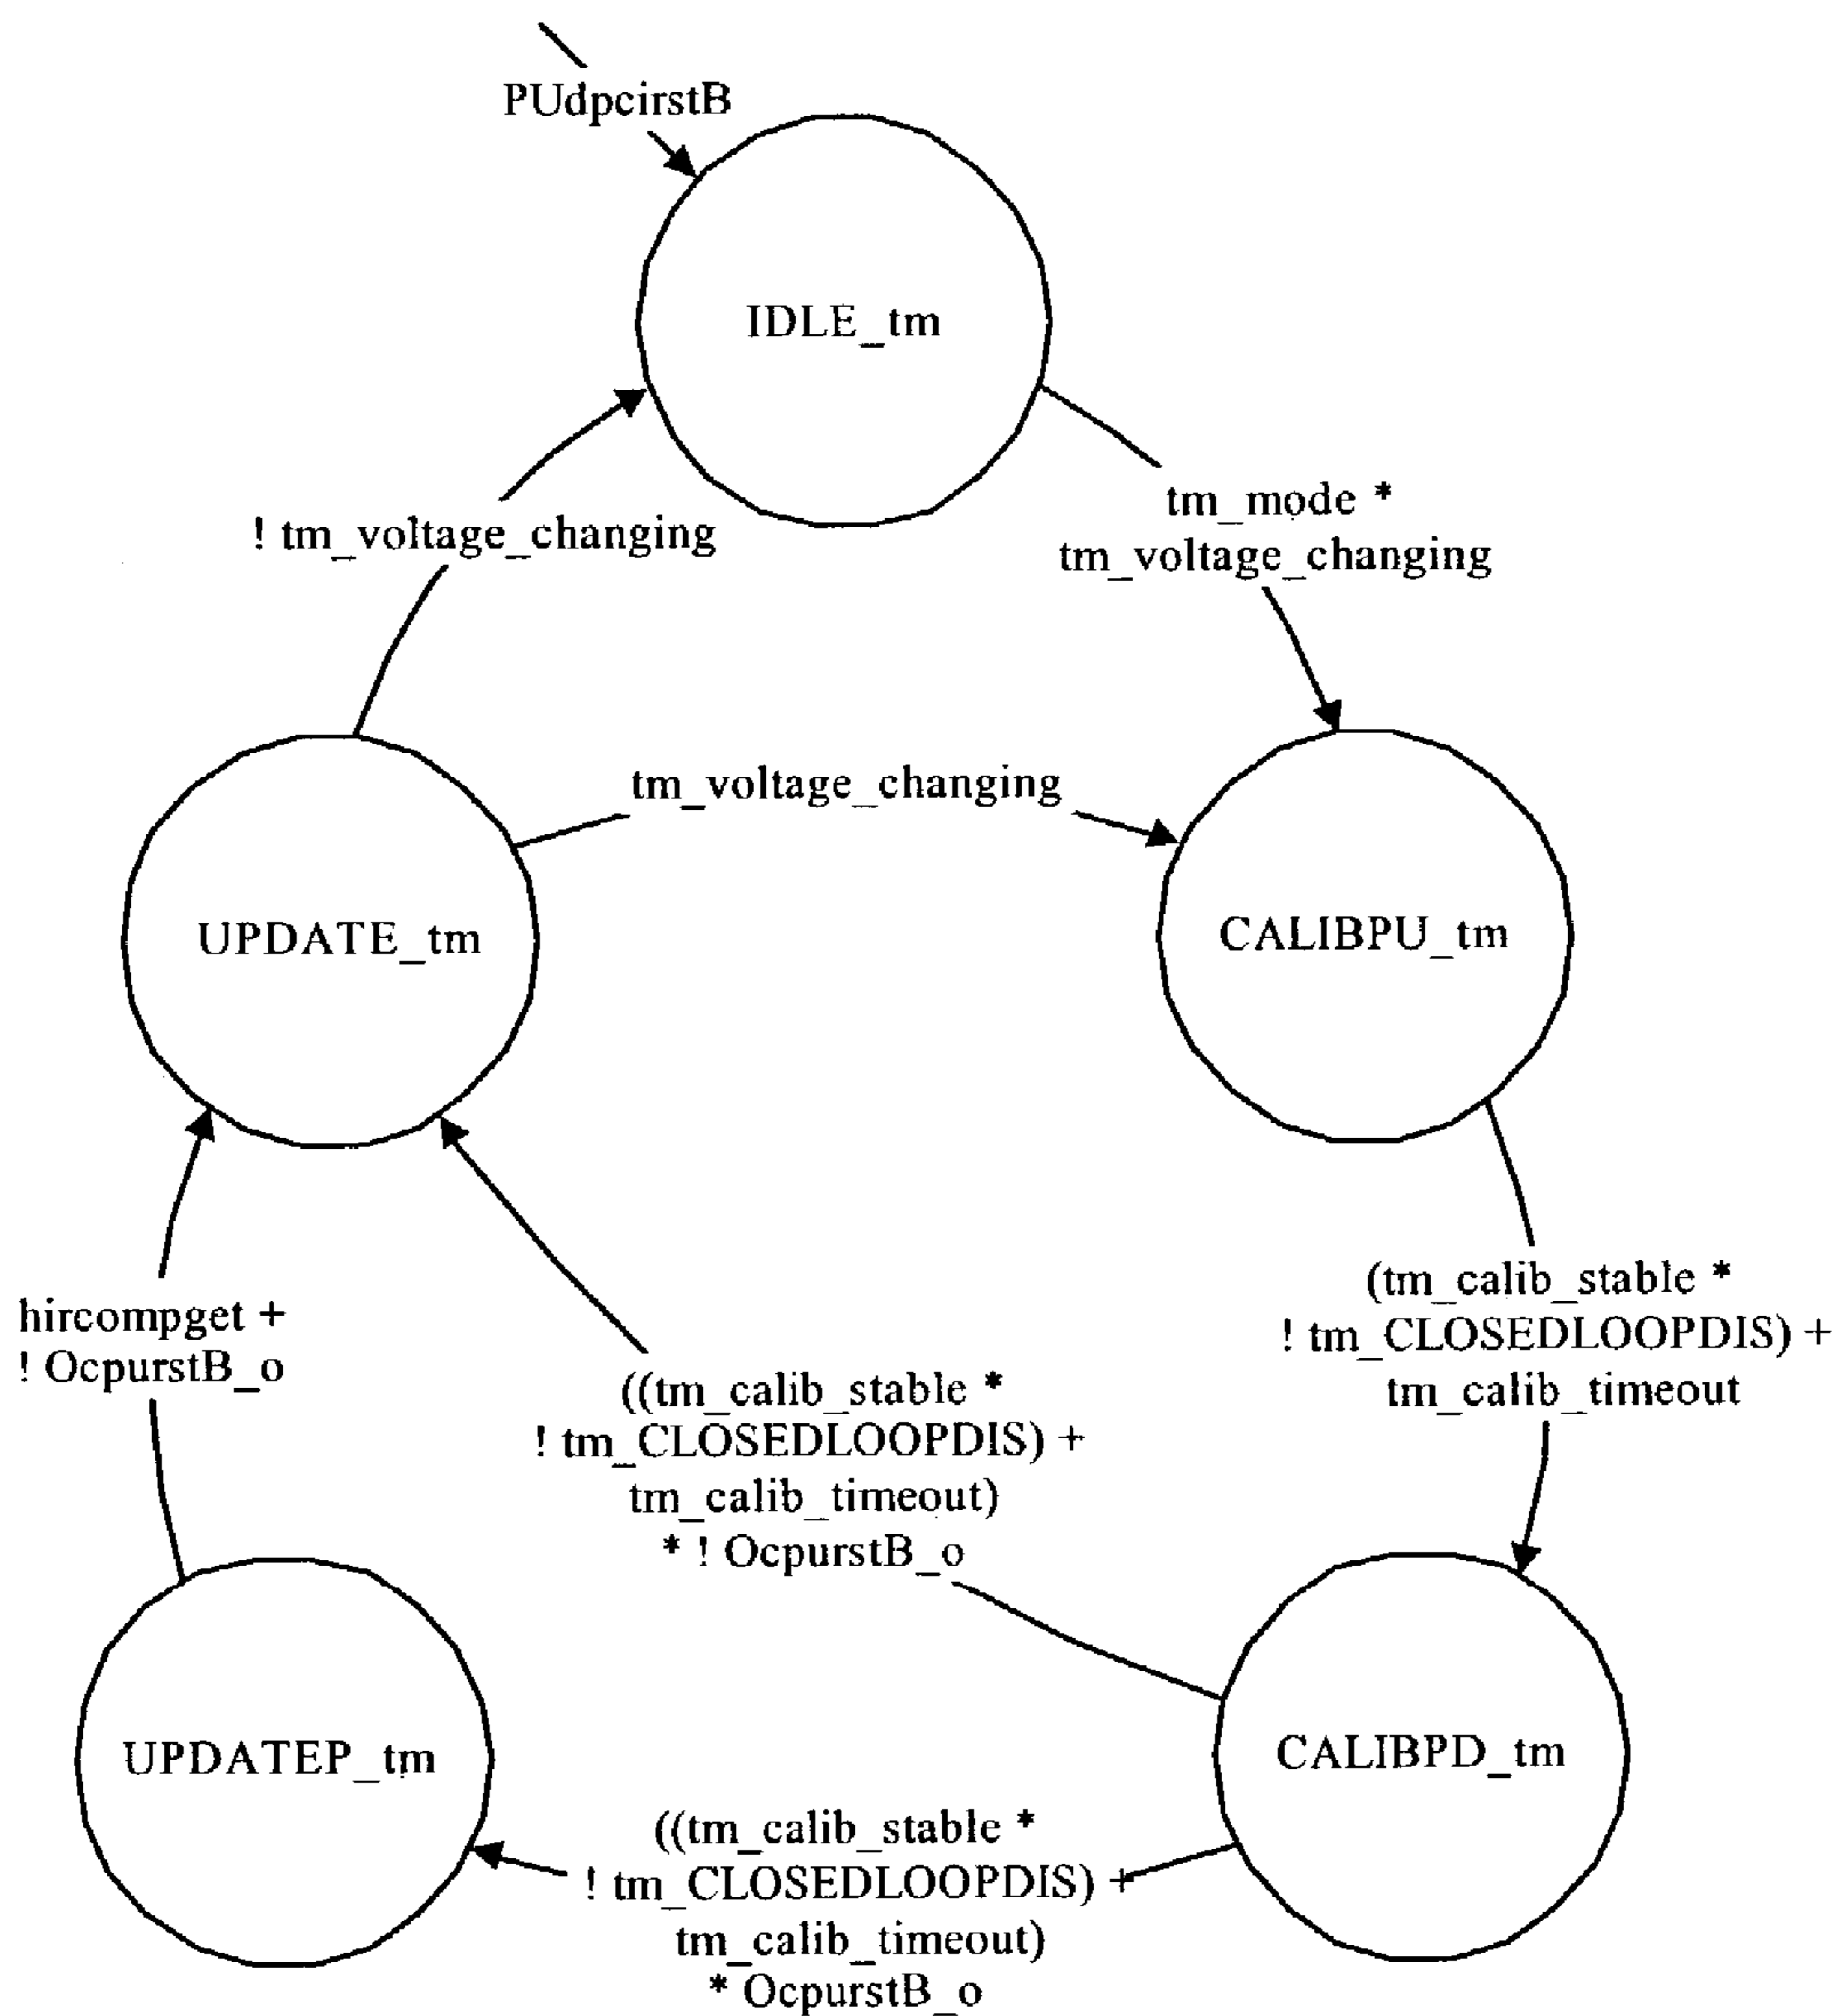 PUdpcirstB
IDLE_tm
! tm_voltage_changing
tm_mode *
tm_voltage_changing
tm_voltage_changing
UPDATE_tm
CALIBPU_tm
hircompget +
! OcpurstB_o
(tm_calib_stable *
! tm_CLOSEDLOOPDIS) +
tm_calib_timeout
((tm_calib_stable *
! tm_CLOSEDLOOPDIS) +
tm_calib_timeout)
* ! OcpurstB_o
UPDATEP_tm
CALIBPD_tm
((tm_calib_stable *
! tm_CLOSEDLOOPDIS) +
tm_calib_timeout)
* OcpurstB_o